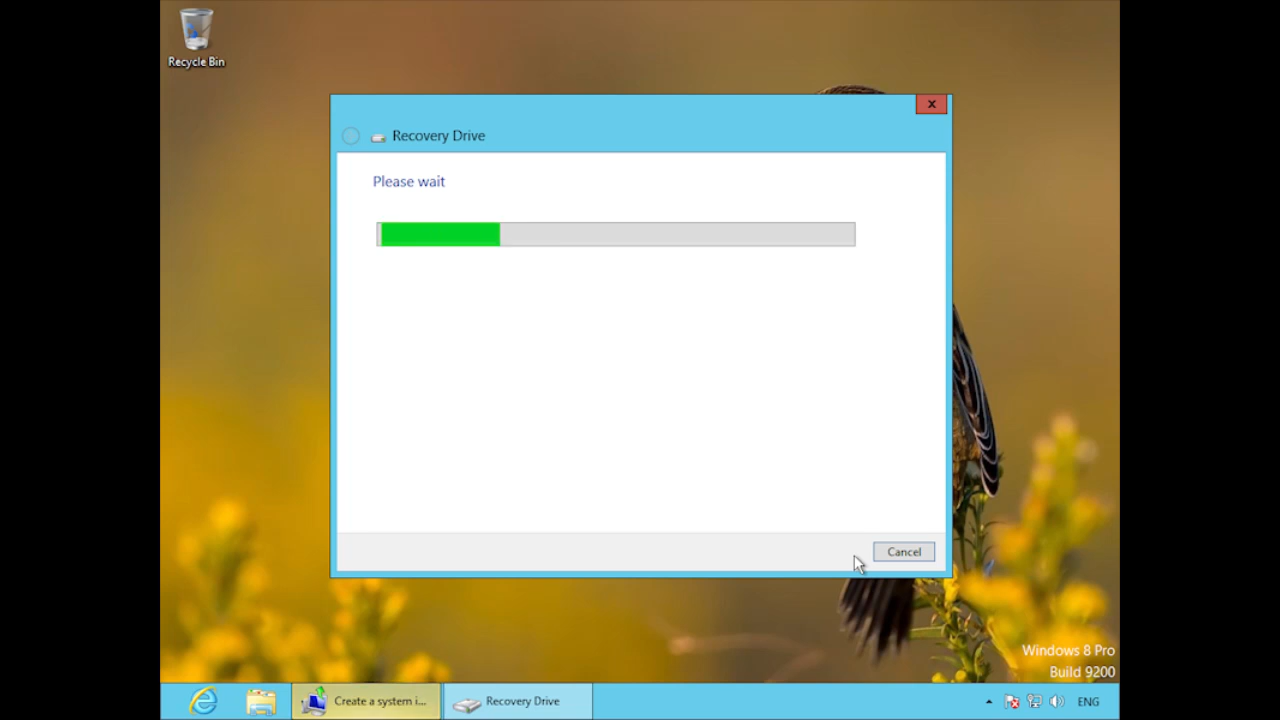 Recycle Bin
x
Recovery Drive
Please wait
Cancel
Windows 8 Pro
Build 9200
Create a system i...
Recovery Drive
ENG